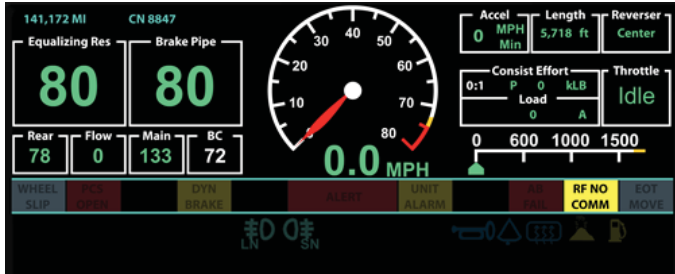 141,172 MI
CN 8847
Equalizing Res
80
Brake Pipe
80
Rear
78
Flow
0
Main
133
BC
72
0
10
20
30
40
50
60
70
80
0.0 MPH
Accel
0 MPH
Min
Length
5,718 ft
Reverser
Center
Consist Effort
0:1 P 0 kLB
Load
0 A
Throttle
Idle
0 600 1000 1500
WHEEL
SLIP
PCS
OPEN
DYN
BRAKE
ALERT
UNIT
ALARM
AB
FAIL
RF NO
COMM
EOT
MOVE
LN
SN